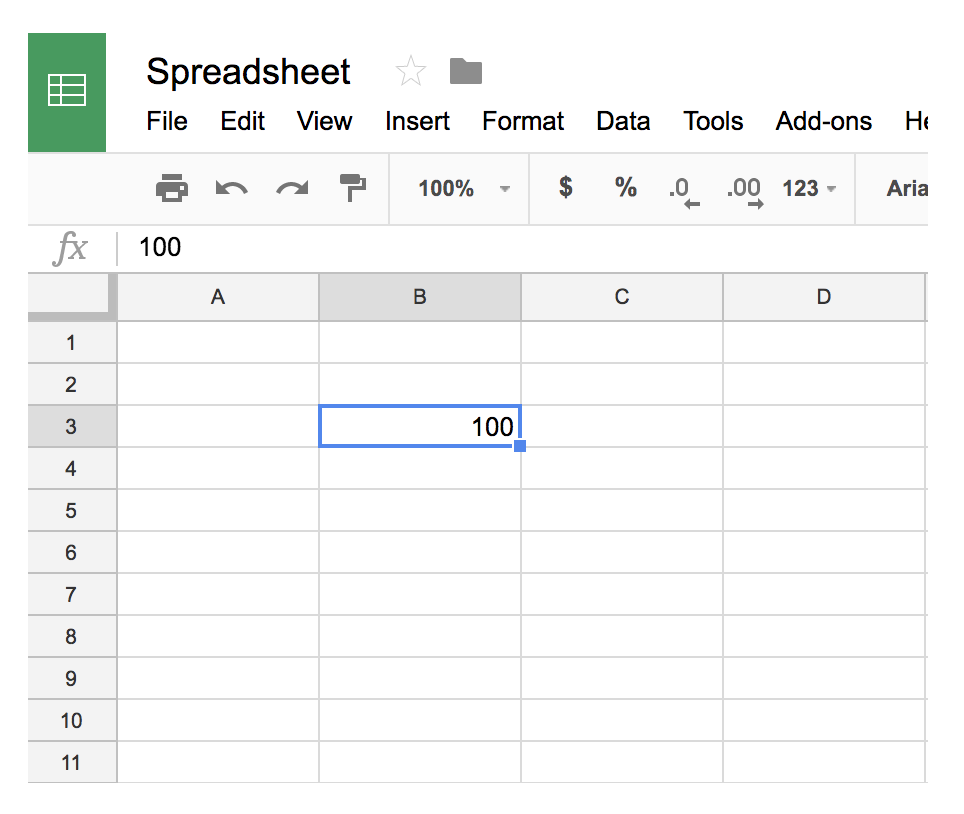 Spreadsheet
File Edit View Insert Format Data Tools Add-ons He
100% $ % .0 .00 123 Aria
fx 100
A B C D
1
2
3 100
4
5
6
7
8
9
10
11